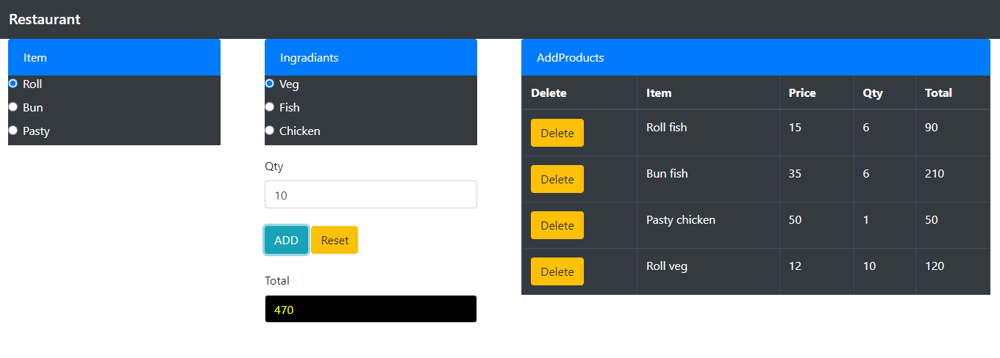 Restaurant
Item
Roll
Bun
Pasty
Ingradiants
Veg
Fish
Chicken
Qty
10
ADD Reset
Total
470
AddProducts
Delete Item Price Qty Total
Delete Roll fish 15 6 90
Delete Bun fish 35 6 210
Delete Pasty chicken 50 1 50
Delete Roll veg 12 10 120